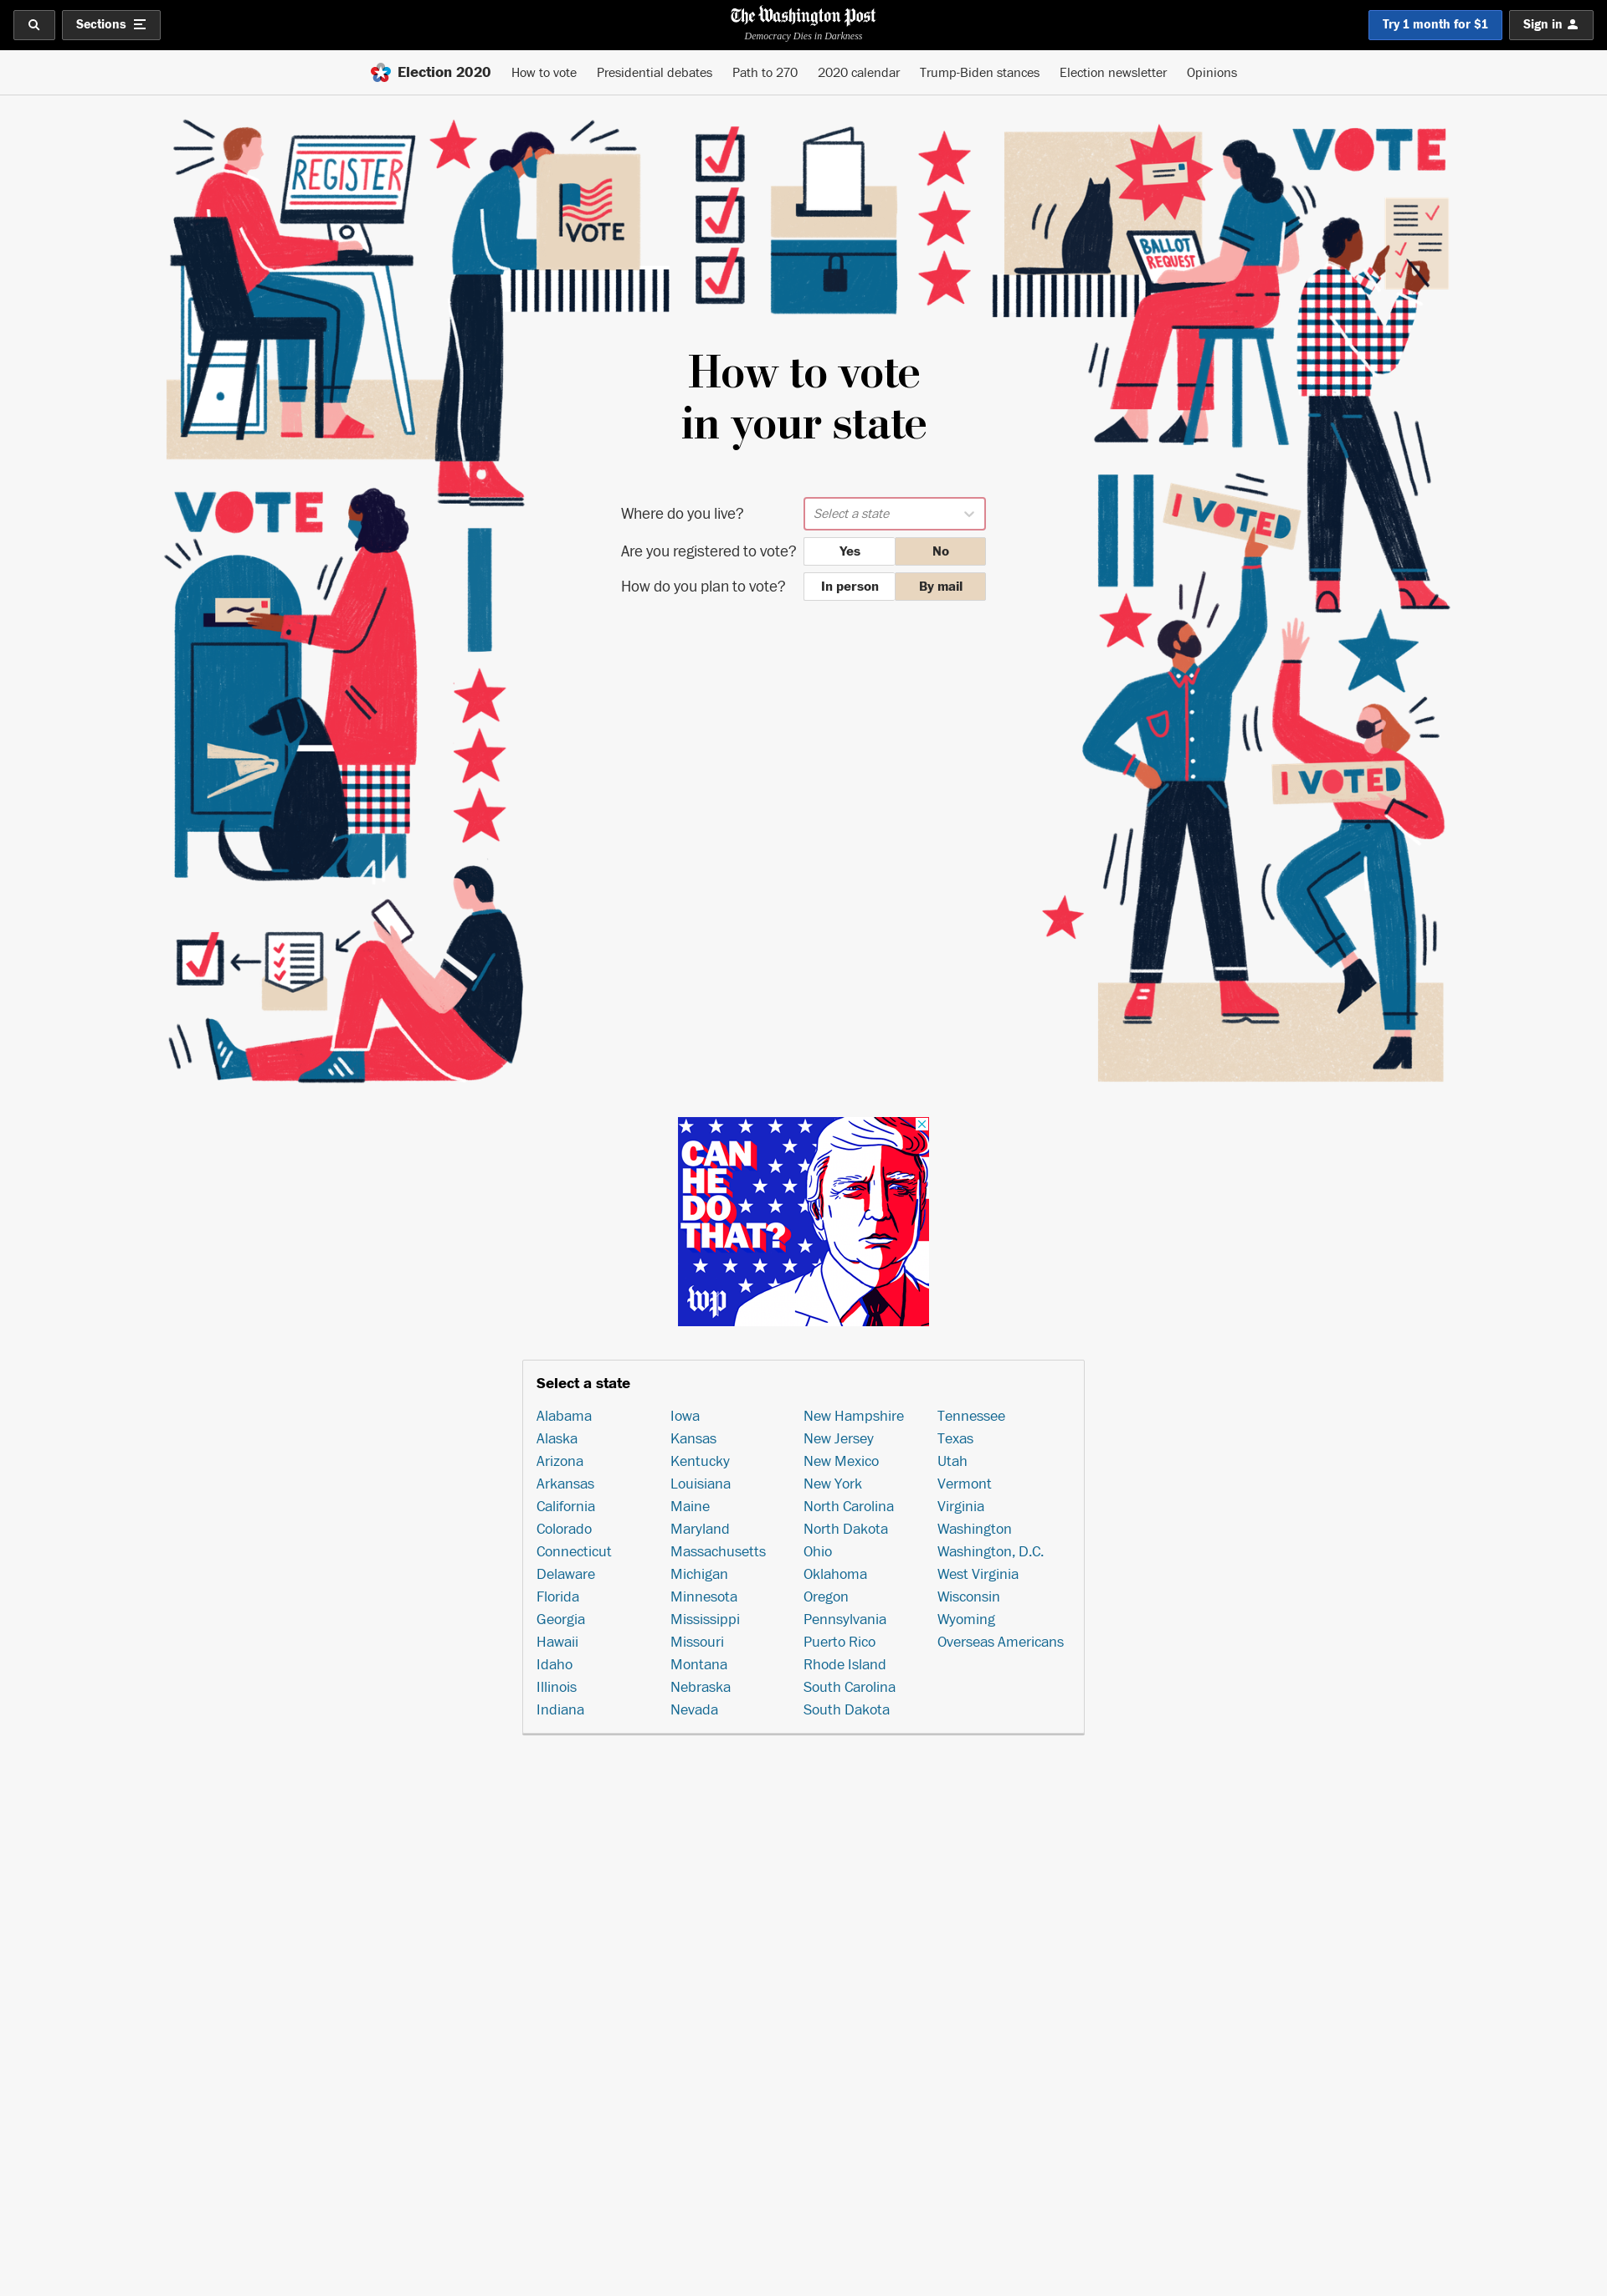 Sections
The Washington Post
Democracy Dies in Darkness
Try 1 month for $1
Sign in
Election 2020
How to vote
Presidential debates
Path to 270
2020 calendar
Trump-Biden stances
Election newsletter
Opinions
REGISTER
VOTE
BALLOT
REQUEST
VOTE
How to vote
in your state
VOTE
I VOTED
I VOTED
Where do you live?
Select a state
Are you registered to vote?
Yes
No
How do you plan to vote?
In person
By mail
CAN
HE
DO
THAT?
wp
Select a state
Alabama
Alaska
Arizona
Arkansas
California
Colorado
Connecticut
Delaware
Florida
Georgia
Hawaii
Idaho
Illinois
Indiana
Iowa
Kansas
Kentucky
Louisiana
Maine
Maryland
Massachusetts
Michigan
Minnesota
Mississippi
Missouri
Montana
Nebraska
Nevada
New Hampshire
New Jersey
New Mexico
New York
North Carolina
North Dakota
Ohio
Oklahoma
Oregon
Pennsylvania
Puerto Rico
Rhode Island
South Carolina
South Dakota
Tennessee
Texas
Utah
Vermont
Virginia
Washington
Washington, D.C.
West Virginia
Wisconsin
Wyoming
Overseas Americans